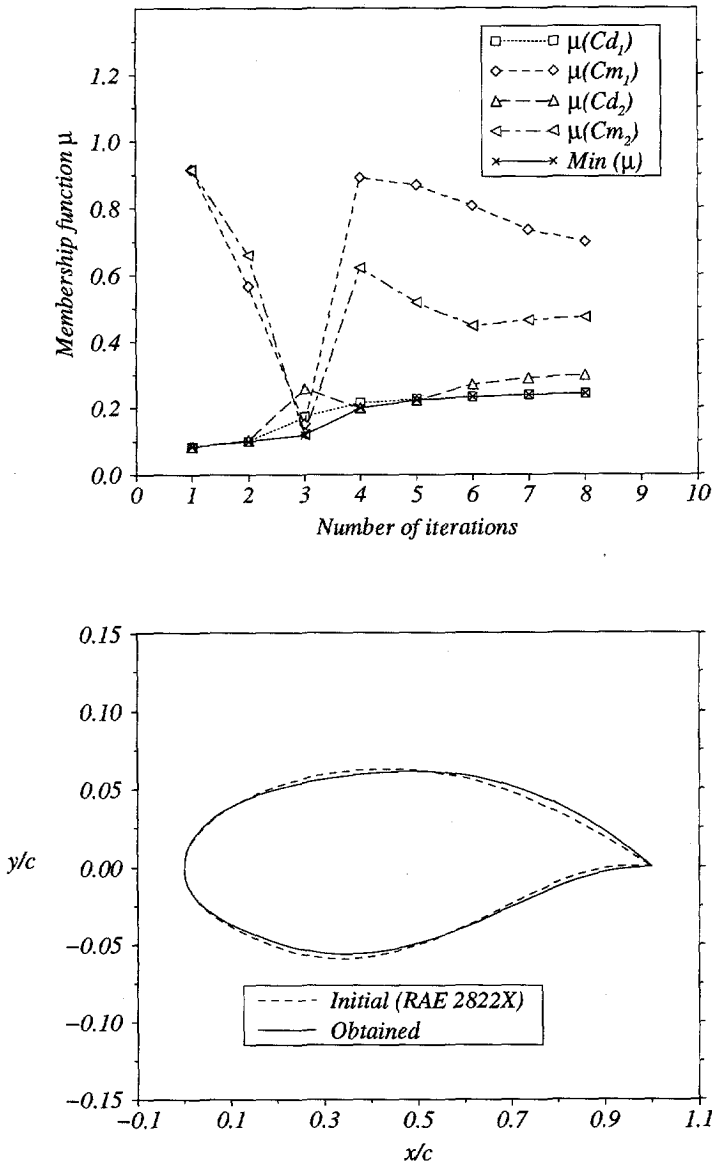 μ(Cd₁)
μ(Cm₁)
μ(Cd₂)
μ(Cm₂)
Min (μ)
Membership function μ
1.2
1.0
0.8
0.6
0.4
0.2
0.0
0 1 2 3 4 5 6 7 8 9 10
Number of iterations
0.15
0.10
0.05
0.00
−0.05
−0.10
−0.15
y/c
Initial (RAE 2822X)
Obtained
−0.1 0.1 0.3 0.5 0.7 0.9 1.1
x/c